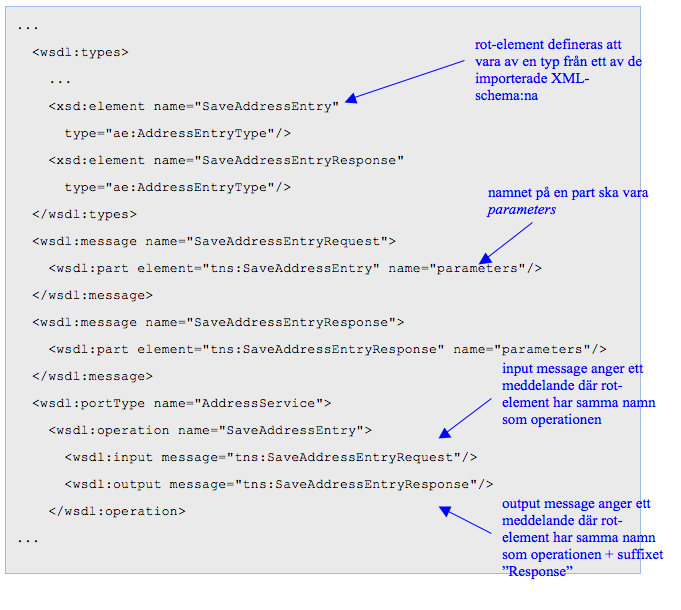 ...
<wsdl:types>
...
<xsd:element name="SaveAddressEntry"
type="ae:AddressEntryType"/>
<xsd:element name="SaveAddressEntryResponse"
type="ae:AddressEntryType"/>
</wsdl:types>
<wsdl:message name="SaveAddressEntryRequest">
<wsdl:part element="tns:SaveAddressEntry" name="parameters"/>
</wsdl:message>
<wsdl:message name="SaveAddressEntryResponse">
<wsdl:part element="tns:SaveAddressEntryResponse" name="parameters"/>
</wsdl:message>
<wsdl:portType name="AddressService">
<wsdl:operation name="SaveAddressEntry">
<wsdl:input message="tns:SaveAddressEntryRequest"/>
<wsdl:output message="tns:SaveAddressEntryResponse"/>
</wsdl:operation>
...
rot-element defineras att
vara av en typ från ett av de
importerade XML-
schema:na
namnet på en part ska vara
parameters
input message anger ett
meddelande där rot-
element har samma namn
som operationen
output message anger ett
meddelande där rot-
element har samma namn
som operationen + suffixet
”Response”